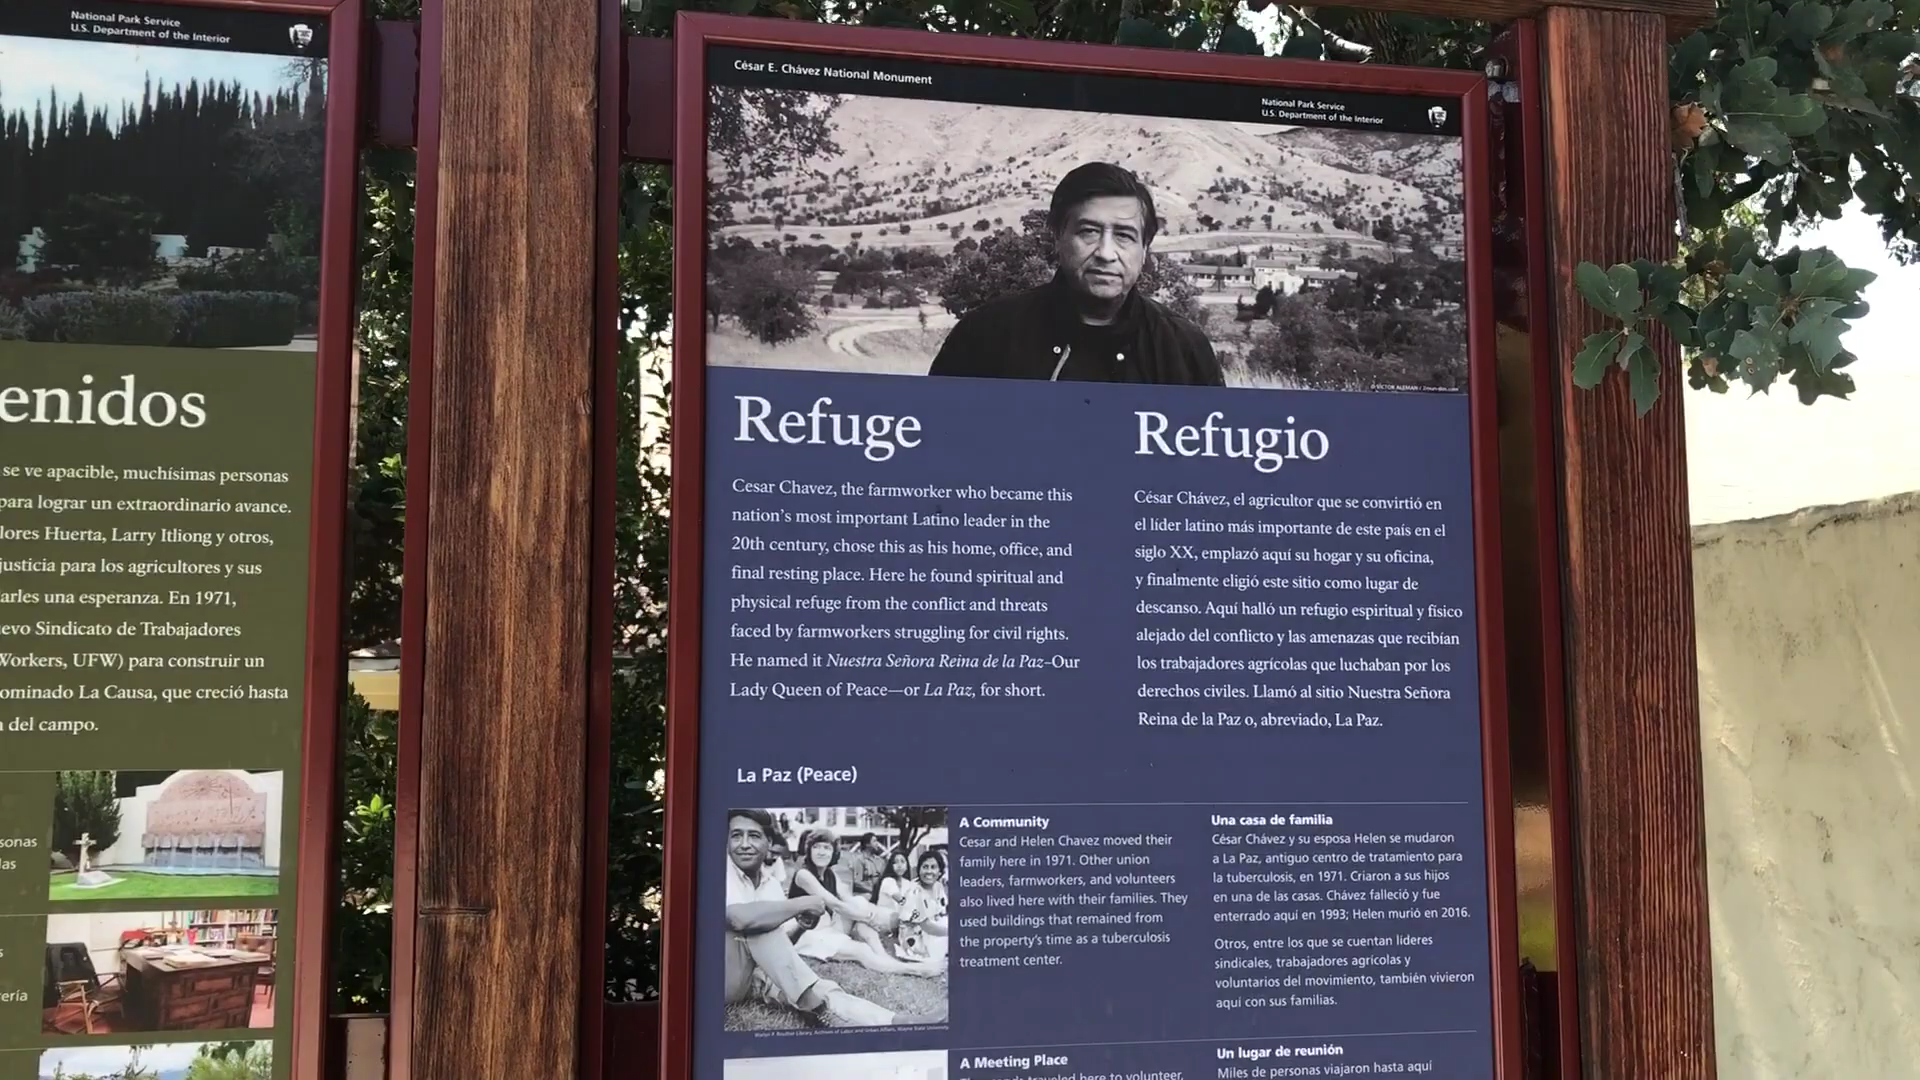 National Park Service
U.S. Department of the Interior
enidos
se ve apacible, muchísimas personas
para lograr un extraordinario avance.
lores Huerta, Larry Itliong y otros,
justicia para los agricultores y sus
arles una esperanza. En 1971,
evo Sindicato de Trabajadores
Workers, UFW) para construir un
ominado La Causa, que creció hasta
del campo.
sonas
las
s
ería
César E. Chávez National Monument
National Park Service
U.S. Department of the Interior
Refuge
Cesar Chavez, the farmworker who became this
nation's most important Latino leader in the
20th century, chose this as his home, office, and
final resting place. Here he found spiritual and
physical refuge from the conflict and threats
faced by farmworkers struggling for civil rights.
He named it Nuestra Señora Reina de la Paz–Our
Lady Queen of Peace—or La Paz, for short.
Refugio
César Chávez, el agricultor que se convirtió en
el líder latino más importante de este país en el
siglo XX, emplazó aquí su hogar y su oficina,
y finalmente eligió este sitio como lugar de
descanso. Aquí halló un refugio espiritual y físico
alejado del conflicto y las amenazas que recibían
los trabajadores agrícolas que luchaban por los
derechos civiles. Llamó al sitio Nuestra Señora
Reina de la Paz o, abreviado, La Paz.
La Paz (Peace)
A Community
Cesar and Helen Chavez moved their
family here in 1971. Other union
leaders, farmworkers, and volunteers
also lived here with their families. They
used buildings that remained from
the property's time as a tuberculosis
treatment center.
Una casa de familia
César Chávez y su esposa Helen se mudaron
a La Paz, antiguo centro de tratamiento para
la tuberculosis, en 1971. Criaron a sus hijos
en una de las casas. Chávez falleció y fue
enterrado aquí en 1993; Helen murió en 2016.
Otros, entre los que se cuentan líderes
sindicales, trabajadores agrícolas y
voluntarios del movimiento, también vivieron
aquí con sus familias.
A Meeting Place
traveled here to volunteer,
Un lugar de reunión
Miles de personas viajaron hasta aquí